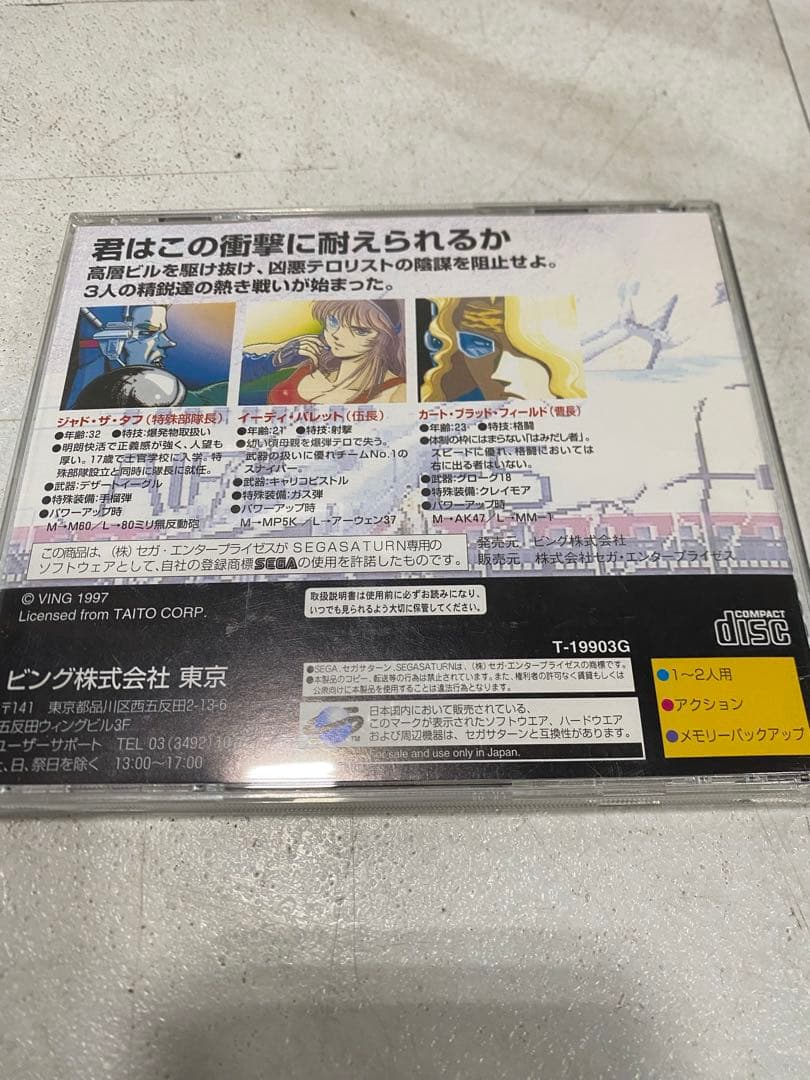 君はこの衝撃に耐えられるか
高層ビルを駆け抜け、凶悪テロリストの陰謀を阻止せよ。
3人の精鋭達の熱き戦いが始まった。
ジャド・ザ・タフ(特殊部隊長)
●年齢:32 ●特技:爆発物取扱い
●明朗快活で正義感が強く、人望も
厚い。17歳で士官学校に入学。特
殊部隊設立と同時に隊長に就任。
●武器:デザートイーグル
●特殊装備:手榴弾
●パワーアップ時
M→M60/L→80ミリ無反動砲
イーディ・バレット(伍長)
●年齢:21 ●特技:射撃
●幼い頃母親を爆弾テロで失う。
武器の扱いに優れチームNo.1の
スナイパー。
●武器:キャリコピストル
●特殊装備:ガス弾
●パワーアップ時
M→MP5K/L→アーウェン37
カート・ブラッド・フィールド(曹長)
●年齢:23 ●特技:格闘
●体制の枠にはまらない「はみだし者」。
スピードに優れ、格闘においては
右に出る者はいない。
●武器:グローク18
●特殊装備:クレイモア
●パワーアップ時
M→AK47/L→MM-1
この商品は、(株)セガ・エンタープライゼスがSEGASATURN専用の
ソフトウェアとして、自社の登録商標SEGAの使用を許諾したものです。
発売元 ビング株式会社
販売元 株式会社セガ・エンタープライゼス
© VING 1997
Licensed from TAITO CORP.
取扱説明書は使用前に必ずお読みになり、
いつでも見られるよう大切に保管してください。
COMPACT
disc
T-19903G
ビング株式会社 東京
〒141 東京都品川区西五反田2-13-6
五反田ウィングビル3F
ユーザーサポート TEL 03(3492)
土、日、祭日を除く 13:00〜17:00
●SEGA、セガサターン、SEGASATURNは、(株)セガ・エンタープライゼスの商標です。
●本製品のコピー、転送等の行為は禁止されています。また、権利者の許可なく賃貸もしくは
公衆向けに本製品を使用することは違法行為となります。
日本国内において販売されている、
このマークが表示されたソフトウエア、ハードウエア
および周辺機器は、セガサターンと互換性があります。
For sale and use only in Japan.
●1〜2人用
●アクション
●メモリーバックアップ